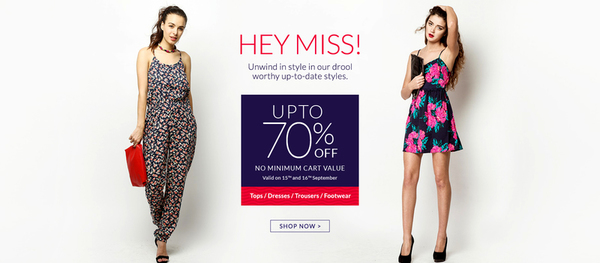 HEY MISS!
Unwind in style in our drool
worthy up-to-date styles.
UPTO
70% OFF
NO MINIMUM CART VALUE
Valid on 15TH and 16TH September
Tops / Dresses / Trousers / Footwear
SHOP NOW >